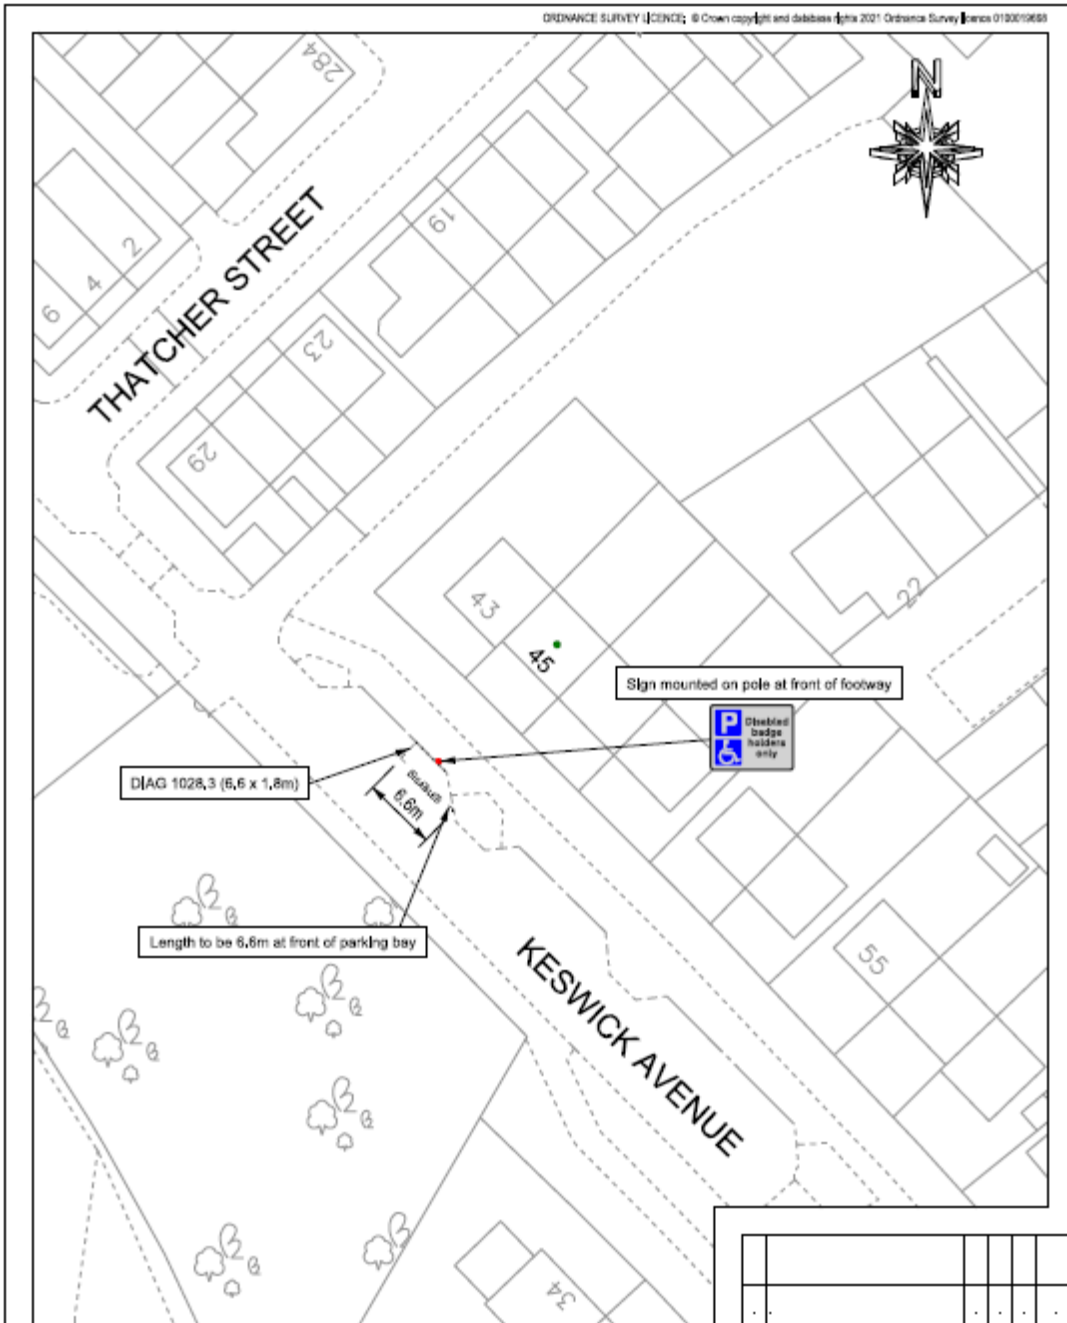 ORDNANCE SURVEY LICENCE; © Crown copyright and database rights 2021 Ordnance Survey licence 0100019698
N
284
THATCHER STREET
2
4
6
19
23
29
43
45
22
Sign mounted on pole at front of footway
P
Disabled
badge
holders
only
DIAG 1028.3 (6.6 x 1.8m)
6.6m
Length to be 6.6m at front of parking bay
KESWICK AVENUE
55
34